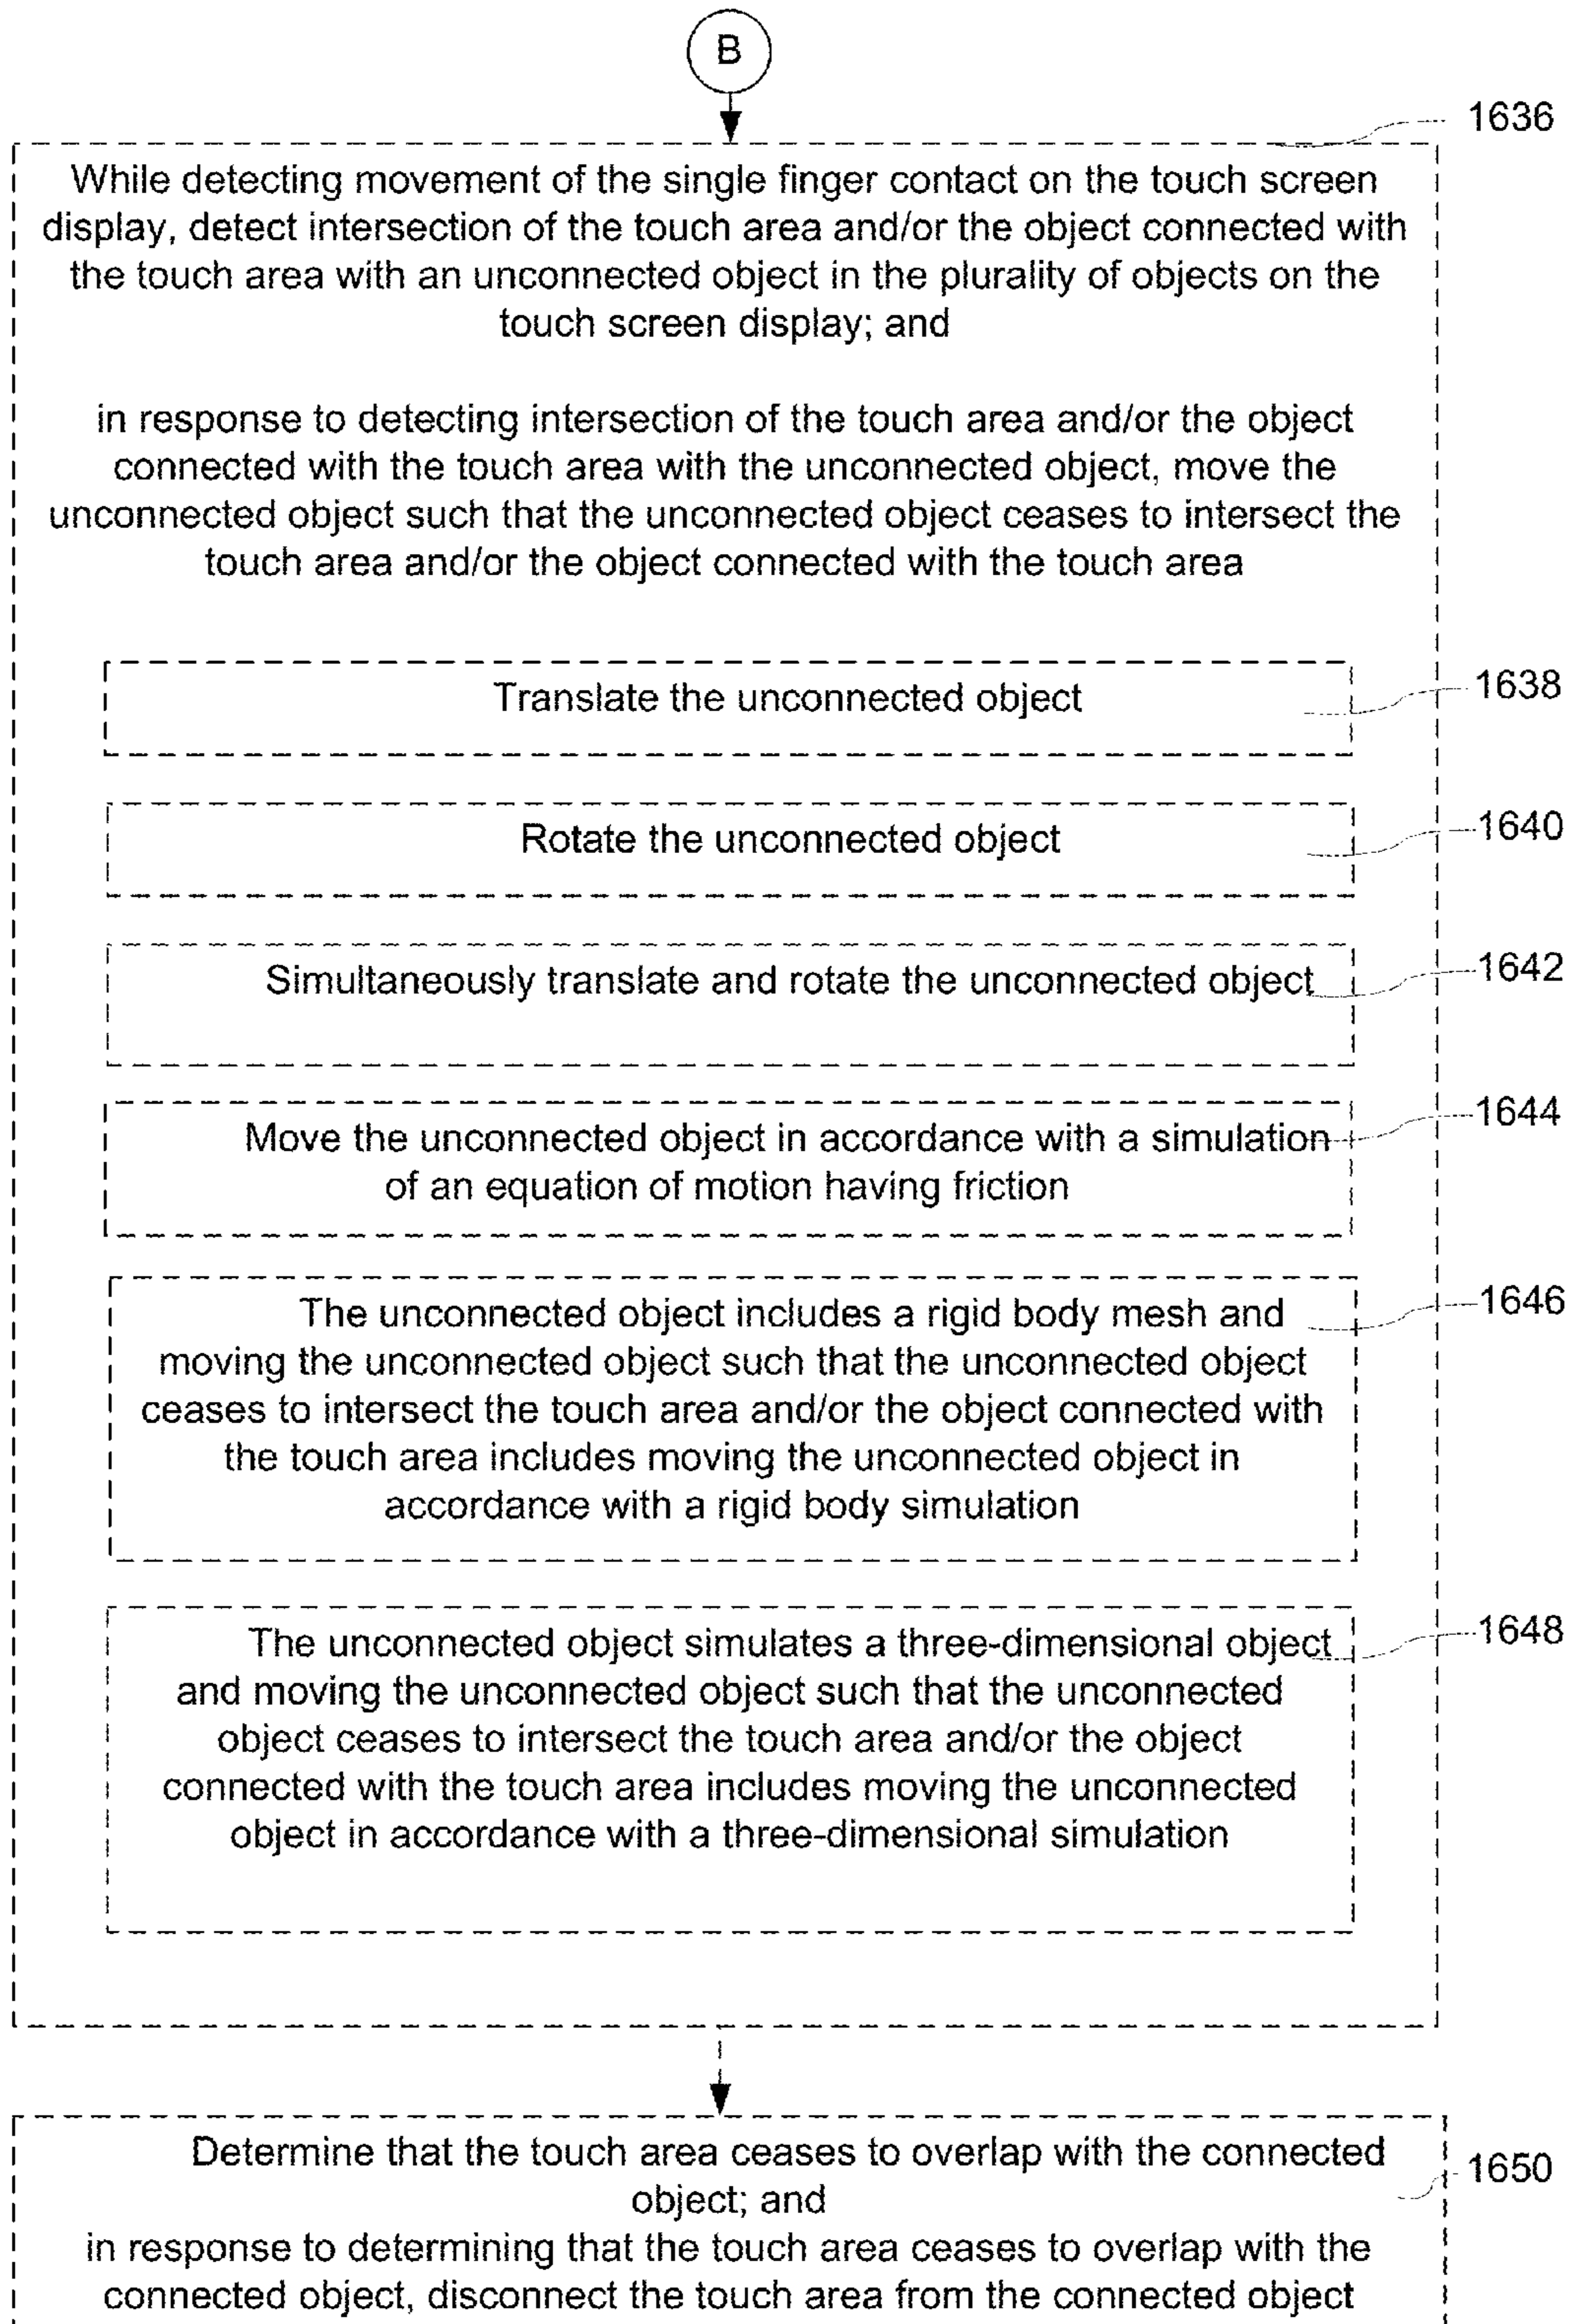 B
1636
While detecting movement of the single finger contact on the touch screen
display, detect intersection of the touch area and/or the object connected with
the touch area with an unconnected object in the plurality of objects on the
touch screen display; and
in response to detecting intersection of the touch area and/or the object
connected with the touch area with the unconnected object, move the
unconnected object such that the unconnected object ceases to intersect the
touch area and/or the object connected with the touch area
Translate the unconnected object
1638
Rotate the unconnected object
1640
Simultaneously translate and rotate the unconnected object
1642
Move the unconnected object in accordance with a simulation
of an equation of motion having friction
1644
The unconnected object includes a rigid body mesh and
moving the unconnected object such that the unconnected object
ceases to intersect the touch area and/or the object connected with
the touch area includes moving the unconnected object in
accordance with a rigid body simulation
1646
The unconnected object simulates a three-dimensional object
and moving the unconnected object such that the unconnected
object ceases to intersect the touch area and/or the object
connected with the touch area includes moving the unconnected
object in accordance with a three-dimensional simulation
1648
Determine that the touch area ceases to overlap with the connected
object; and
in response to determining that the touch area ceases to overlap with the
connected object, disconnect the touch area from the connected object
1650